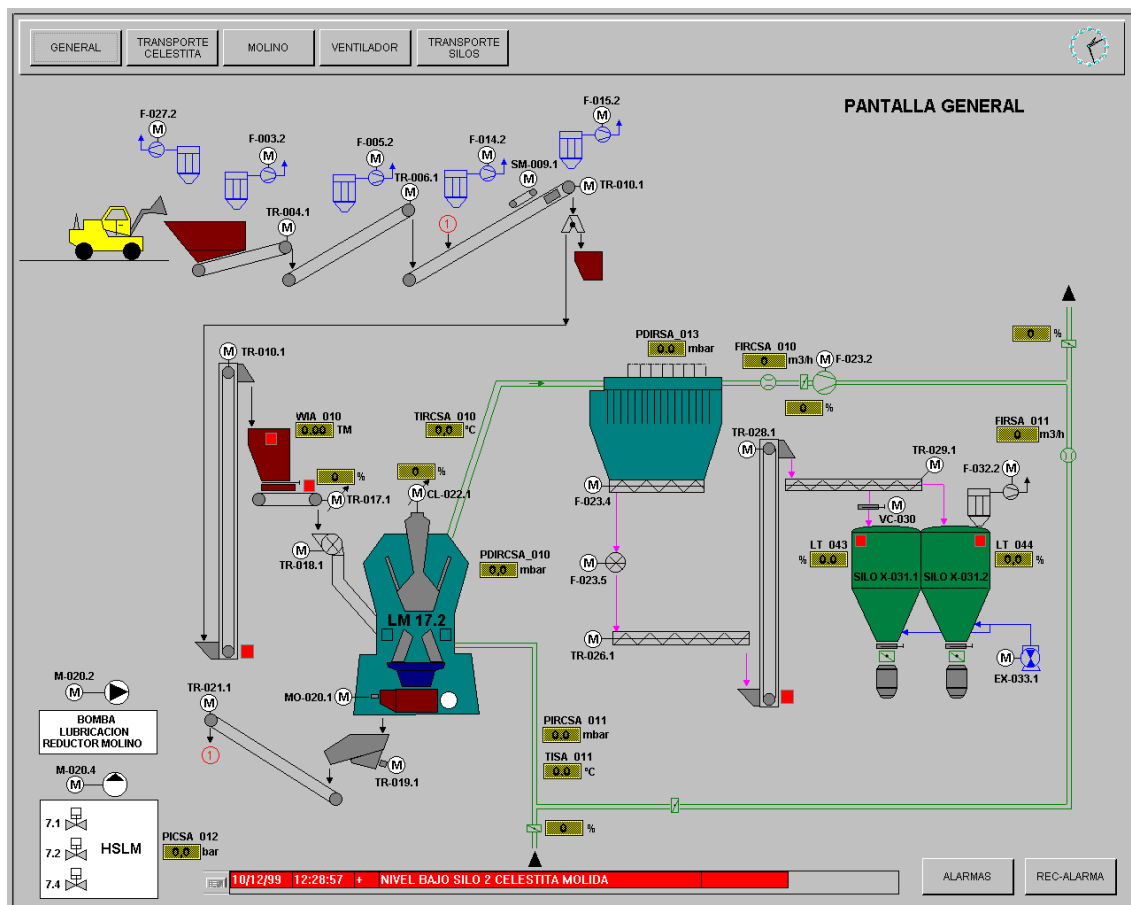 GENERAL
TRANSPORTE
CELESTITA
MOLINO
VENTILADOR
TRANSPORTE
SILOS
PANTALLA GENERAL
F-027.2
M
F-003.2
M
F-005.2
M
F-014.2
M
F-015.2
M
SM-009.1
M
TR-004.1
M
TR-006.1
M
M TR-010.1
1
M TR-010.1
WIA_010
0.00 TM
0 %
M TR-017.1
M
TR-018.1
TIRCSA_010
0,0 °C
0 %
M CL-022.1
PDIRCSA_010
0,0 mbar
LM 17.2
MO-020.1 M
M
TR-019.1
TR-021.1
M
1
PDIRSA_013
0.0 mbar
FIRCSA_010
0 m3/h
M F-023.2
0 %
0 %
FIRSA_011
0 m3/h
M
F-023.4
M
F-023.5
M
TR-026.1
TR-028.1
M
TR-029.1
M
M
VC-030
F-032.2
M
LT_043
% 0.0
LT_044
0,0 %
SILO X-031.1
SILO X-031.2
M
EX-033.1
PIRCSA_011
0.0 mbar
TISA_011
0.0 °C
0 %
M-020.2
M
BOMBA
LUBRICACION
REDUCTOR MOLINO
M-020.4
M
7.1
7.2
7.4
HSLM
PICSA_012
0,0 bar
10/12/99 12:28:57 + NIVEL BAJO SILO 2 CELESTITA MOLIDA
ALARMAS
REC-ALARMA